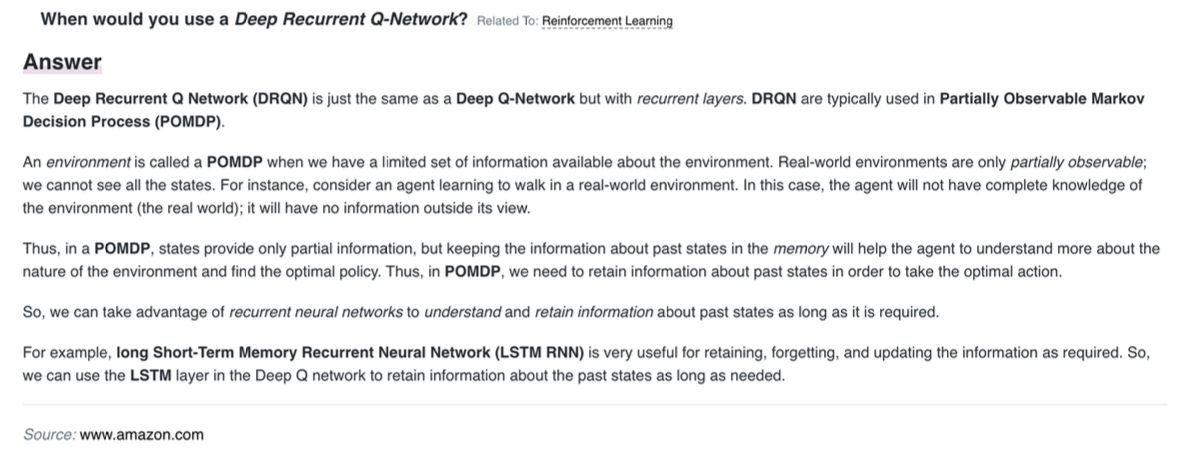 When would you use a Deep Recurrent Q-Network? Related To: Reinforcement Learning
Answer
The Deep Recurrent Q Network (DRQN) is just the same as a Deep Q-Network but with recurrent layers. DRQN are typically used in Partially Observable Markov
Decision Process (POMDP).
An environment is called a POMDP when we have a limited set of information available about the environment. Real-world environments are only partially observable;
we cannot see all the states. For instance, consider an agent learning to walk in a real-world environment. In this case, the agent will not have complete knowledge of
the environment (the real world); it will have no information outside its view.
Thus, in a POMDP, states provide only partial information, but keeping the information about past states in the memory will help the agent to understand more about the
nature of the environment and find the optimal policy. Thus, in POMDP, we need to retain information about past states in order to take the optimal action.
So, we can take advantage of recurrent neural networks to understand and retain information about past states as long as it is required.
For example, long Short-Term Memory Recurrent Neural Network (LSTM RNN) is very useful for retaining, forgetting, and updating the information as required. So,
we can use the LSTM layer in the Deep Q network to retain information about the past states as long as needed.
Source: www.amazon.com